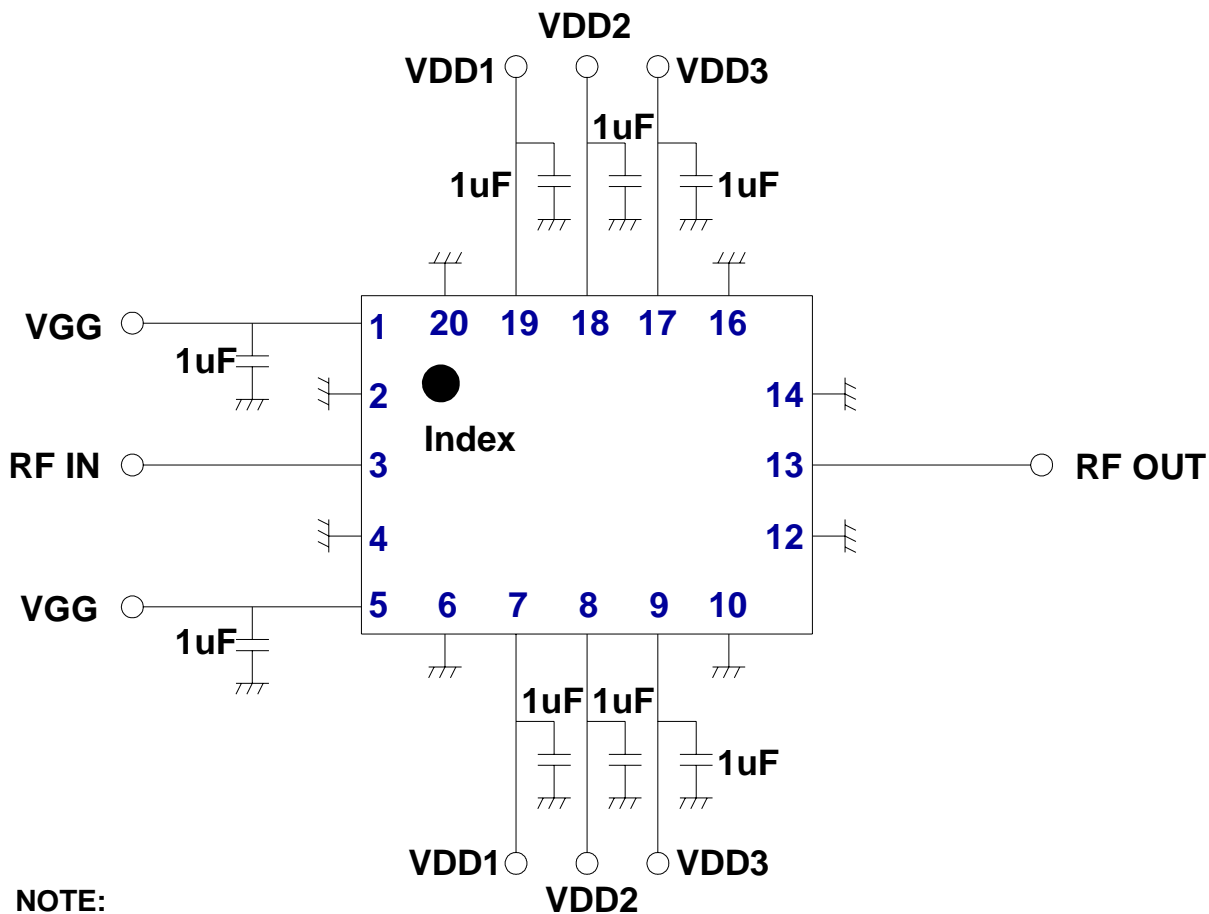 VDD2
VDD1 VDD3
1uF
1uF 1uF
VGG 1 20 19 18 17 16
1uF
2 14
Index
RF IN 3 13 RF OUT
4 12
VGG 5 6 7 8 9 10
1uF
1uF 1uF
1uF
VDD1 VDD3
VDD2
NOTE: